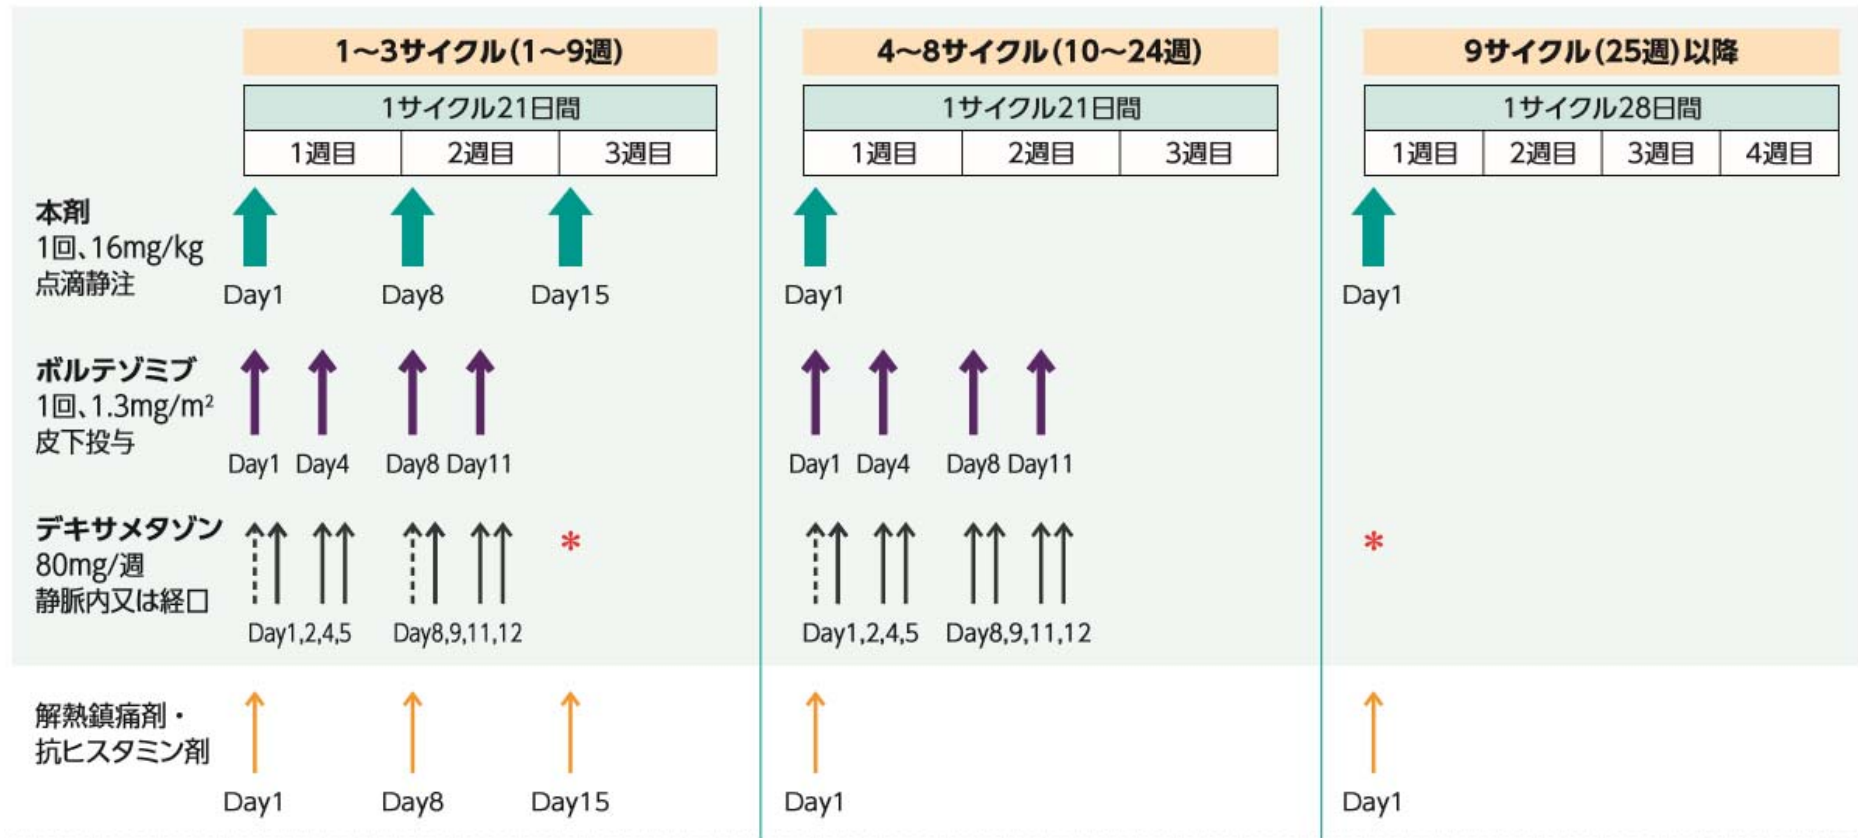 1～3サイクル(1～9週)
1サイクル21日間
1週目 2週目 3週目
4～8サイクル(10～24週)
1サイクル21日間
1週目 2週目 3週目
9サイクル(25週)以降
1サイクル28日間
1週目 2週目 3週目 4週目
本剤
1回、16mg/kg
点滴静注
Day1 Day8 Day15 Day1 Day1
ボルテゾミブ
1回、1.3mg/m²
皮下投与
Day1 Day4 Day8 Day11 Day1 Day4 Day8 Day11
デキサメタゾン
80mg/週
静脈内又は経口
* *
Day1,2,4,5 Day8,9,11,12 Day1,2,4,5 Day8,9,11,12
解熱鎮痛剤・
抗ヒスタミン剤
Day1 Day8 Day15 Day1 Day1